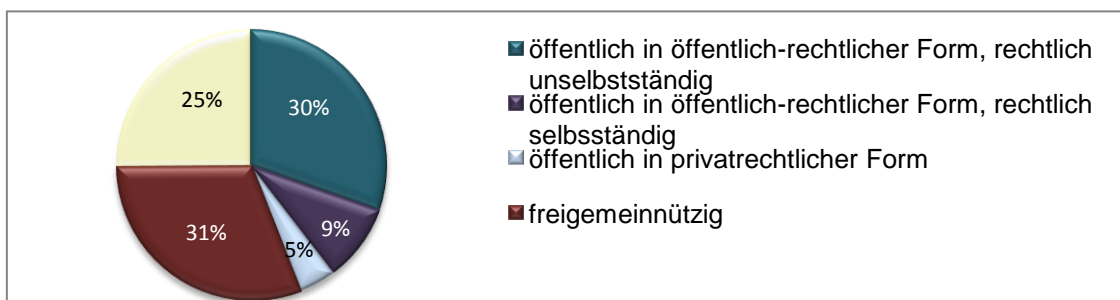 25%
30%
9%
5%
31%
öffentlich in öffentlich-rechtlicher Form, rechtlich
unselbstständig
öffentlich in öffentlich-rechtlicher Form, rechtlich
selbsständig
öffentlich in privatrechtlicher Form
freigemeinnützig